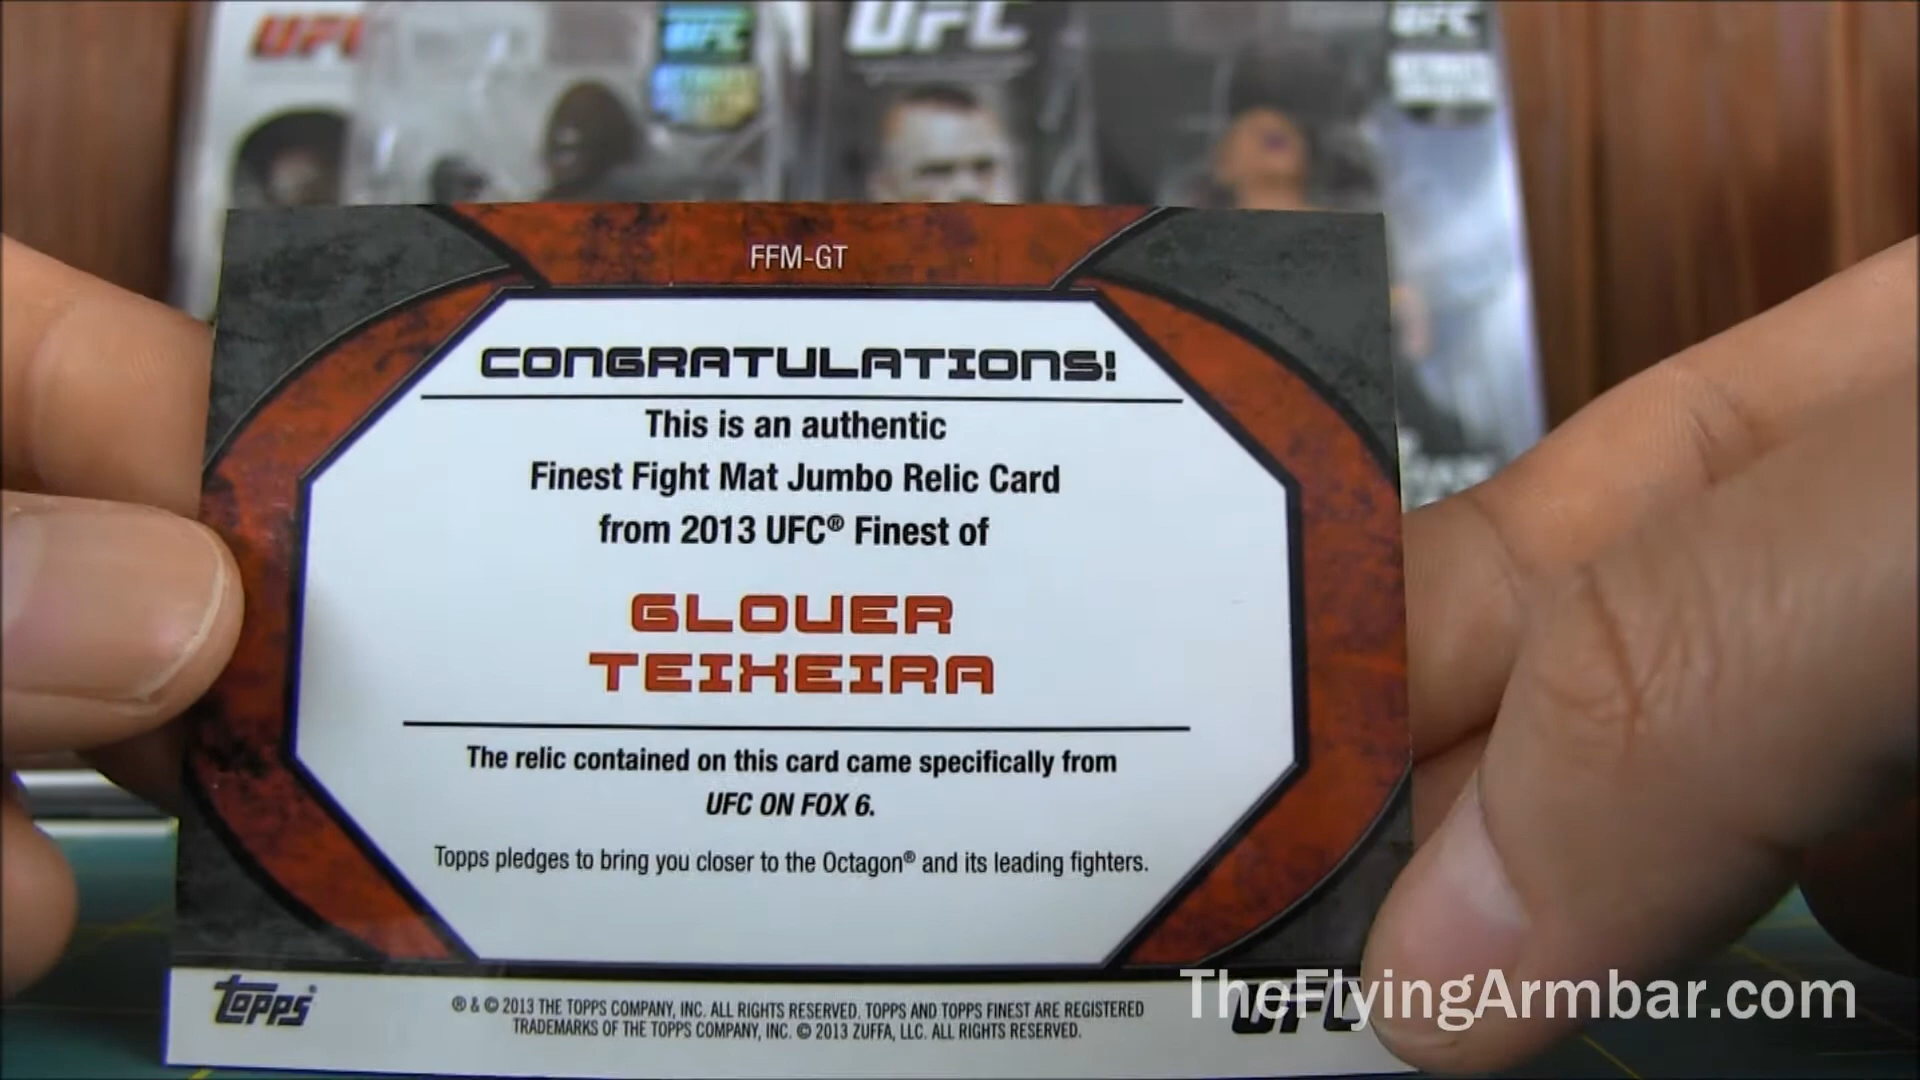 UFC
UFC
UFC
FFM-GT
CONGRATULATIONS!
This is an authentic
Finest Fight Mat Jumbo Relic Card
from 2013 UFC® Finest of
GLOVER
TEIXEIRA
The relic contained on this card came specifically from
UFC ON FOX 6.
Topps pledges to bring you closer to the Octagon® and its leading fighters.
topps®
® & © 2013 THE TOPPS COMPANY, INC. ALL RIGHTS RESERVED. TOPPS AND TOPPS FINEST ARE REGISTERED
TRADEMARKS OF THE TOPPS COMPANY, INC. © 2013 ZUFFA, LLC. ALL RIGHTS RESERVED.
UFC
TheFlyingArmbar.com